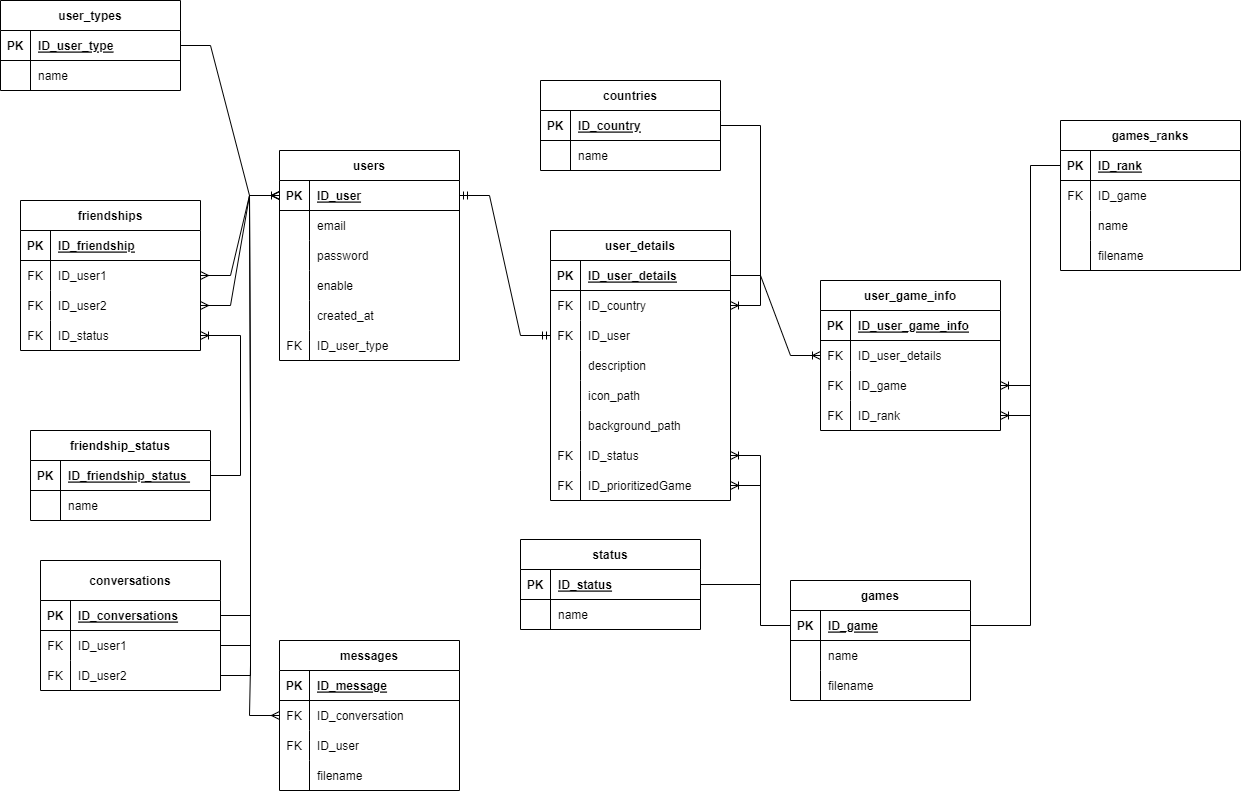 user_types
PK ID_user_type
name
friendships
PK ID_friendship
FK ID_user1
FK ID_user2
FK ID_status
friendship_status
PK ID_friendship_status
name
conversations
PK ID_conversations
FK ID_user1
FK ID_user2
users
PK ID_user
email
password
enable
created_at
FK ID_user_type
messages
PK ID_message
FK ID_conversation
FK ID_user
filename
countries
PK ID_country
name
user_details
PK ID_user_details
FK ID_country
FK ID_user
description
icon_path
background_path
FK ID_status
FK ID_prioritizedGame
status
PK ID_status
name
user_game_info
PK ID_user_game_info
FK ID_user_details
FK ID_game
FK ID_rank
games
PK ID_game
name
filename
games_ranks
PK ID_rank
FK ID_game
name
filename